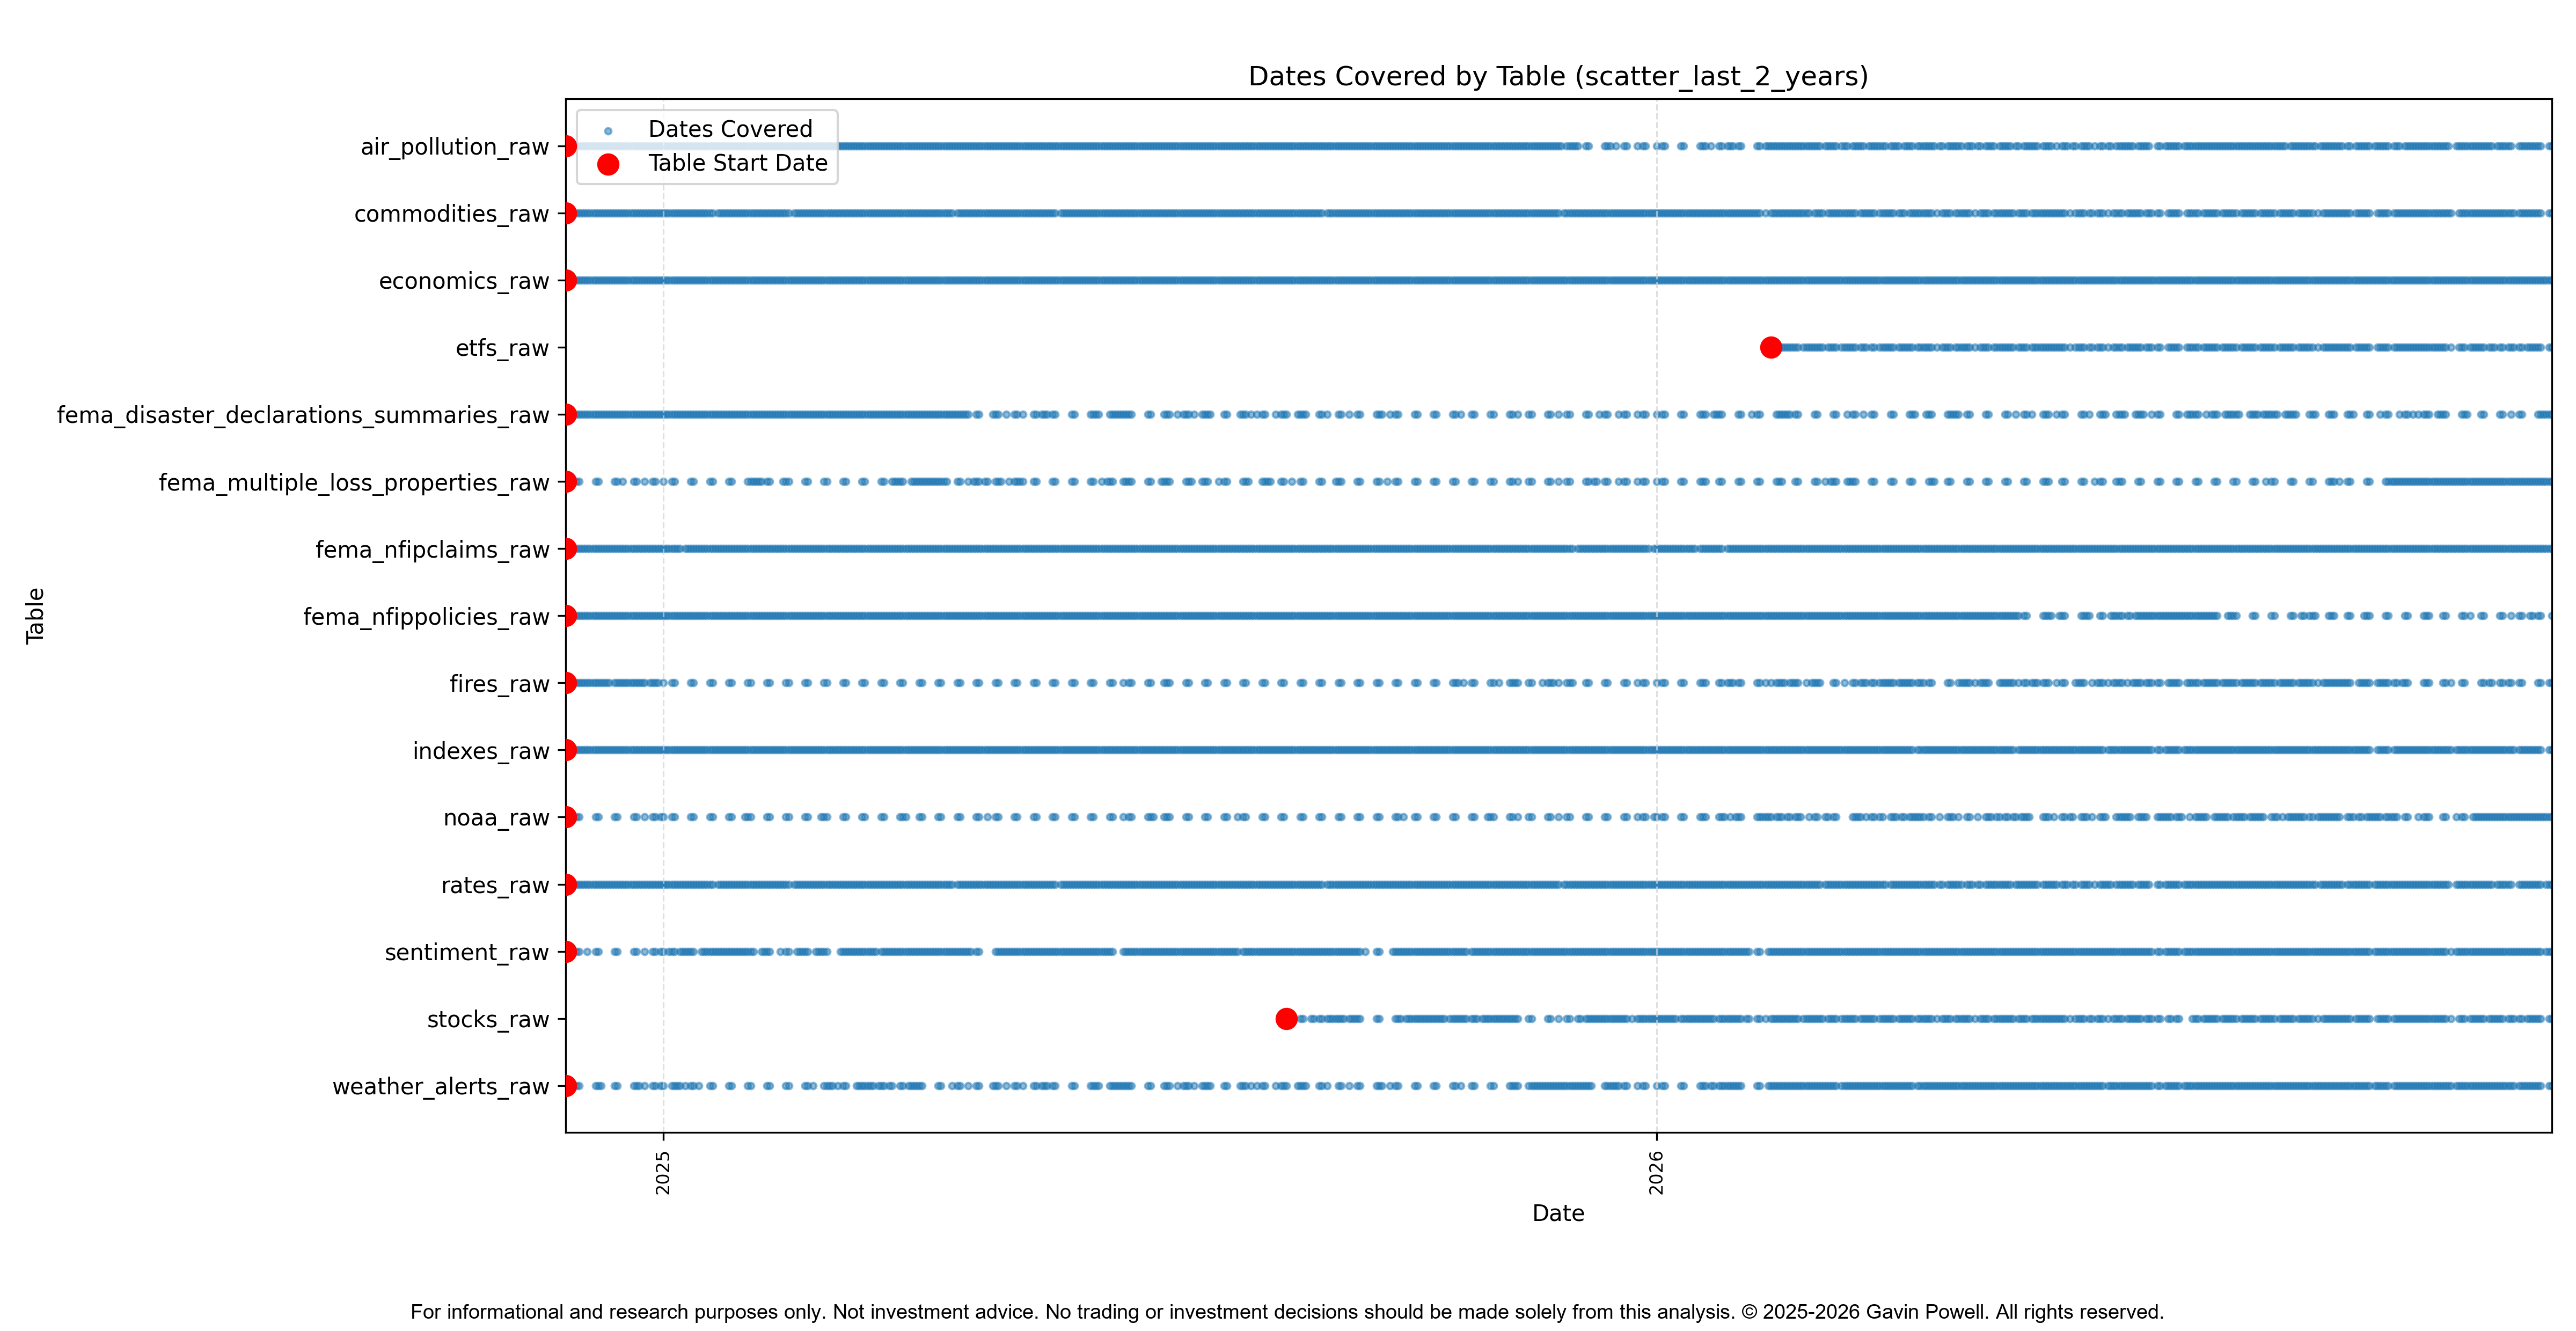 Dates Covered by Table (scatter_last_2_years)
Dates Covered
Table Start Date
air_pollution_raw
commodities_raw
economics_raw
etfs_raw
fema_disaster_declarations_summaries_raw
fema_multiple_loss_properties_raw
fema_nfipclaims_raw
fema_nfippolicies_raw
fires_raw
indexes_raw
noaa_raw
rates_raw
sentiment_raw
stocks_raw
weather_alerts_raw
Table
2025
2026
Date
For informational and research purposes only. Not investment advice. No trading or investment decisions should be made solely from this analysis. © 2025-2026 Gavin Powell. All rights reserved.